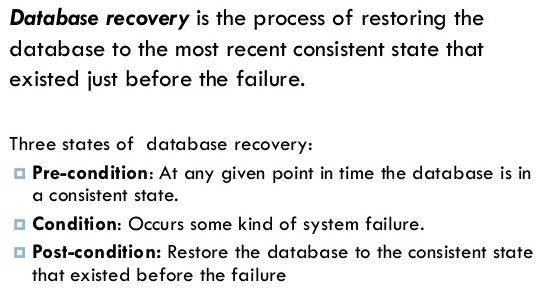 Database recovery is the process of restoring the
database to the most recent consistent state that
existed just before the failure.
Three states of database recovery:
Pre-condition: At any given point in time the database is in
a consistent state.
Condition: Occurs some kind of system failure.
Post-condition: Restore the database to the consistent state
that existed before the failure